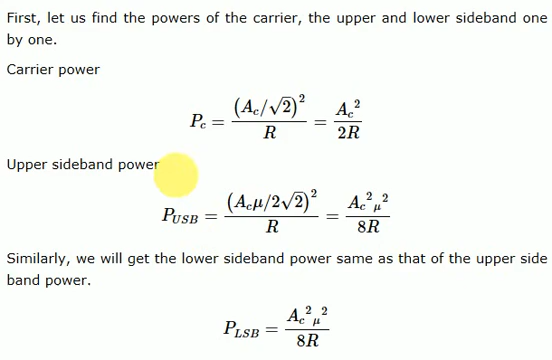 First, let us find the powers of the carrier, the upper and lower sideband one
by one.
Carrier power
P_c = (A_c/√2)^2 / R = A_c^2 / 2R
Upper sideband power
P_USB = (A_cμ/2√2)^2 / R = A_c^2 μ^2 / 8R
Similarly, we will get the lower sideband power same as that of the upper side
band power.
P_LSB = A_c^2 μ^2 / 8R